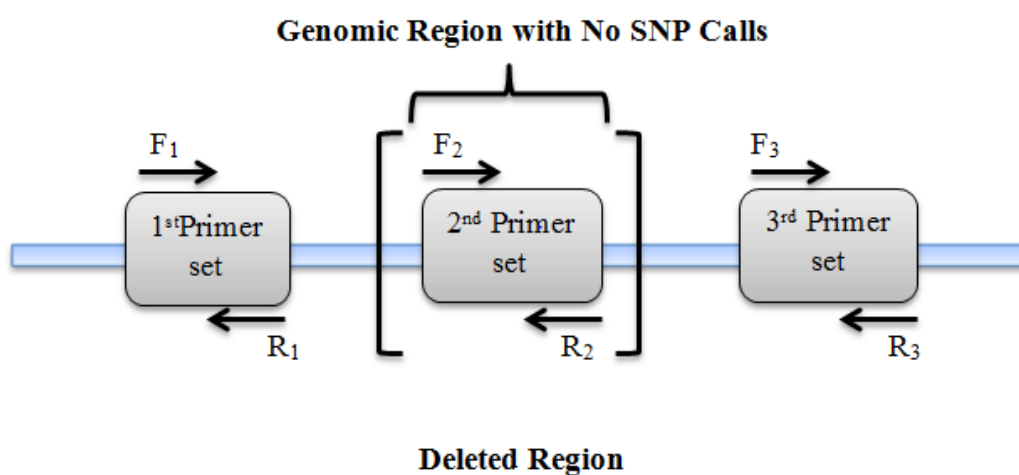 Genomic Region with No SNP Calls
F₁
F₂
F₃
1ˢᵗPrimer
set
2ⁿᵈ Primer
set
3ʳᵈ Primer
set
R₁
R₂
R₃
Deleted Region